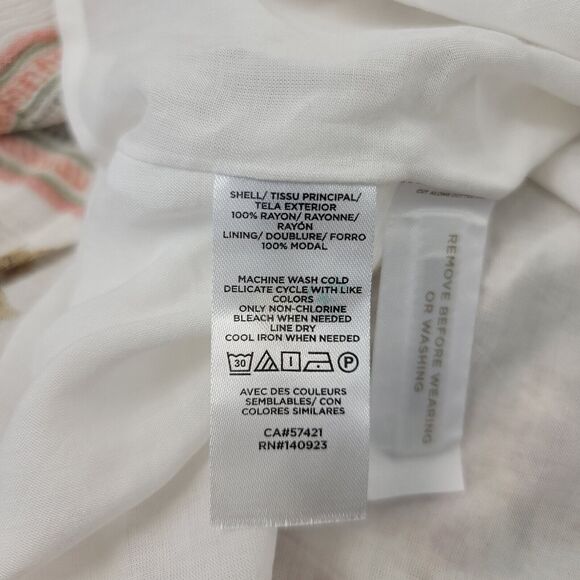 SHELL/ TISSU PRINCIPAL/
TELA EXTERIOR
100% RAYON/ RAYONNE/
RAYÓN
LINING/ DOUBLURE/ FORRO
100% MODAL
MACHINE WASH COLD
DELICATE CYCLE WITH LIKE
COLORS
ONLY NON-CHLORINE
BLEACH WHEN NEEDED
LINE DRY
COOL IRON WHEN NEEDED
30
P
AVEC DES COULEURS
SEMBLABLES/ CON
COLORES SIMILARES
CA#57421
RN#140923
REMOVE BEFORE WEARING
OR WASHING